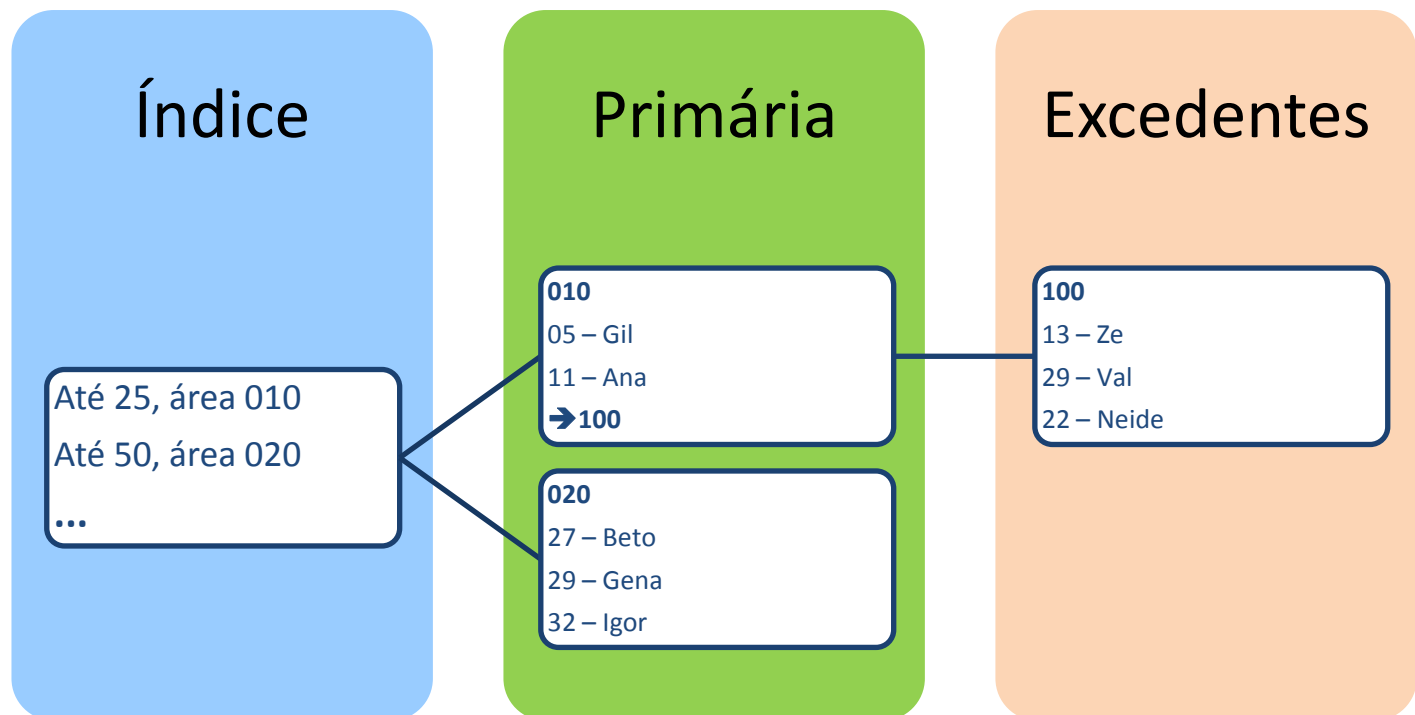 Índice
Até 25, área 010
Até 50, área 020
...
Primária
010
05 – Gil
11 – Ana
➔100
020
27 – Beto
29 – Gena
32 – Igor
Excedentes
100
13 – Ze
29 – Val
22 – Neide